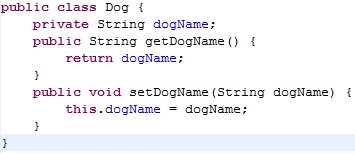 public class Dog {
    private String dogName;
    public String getDogName() {
        return dogName;
    }
    public void setDogName(String dogName) {
        this.dogName = dogName;
    }
}